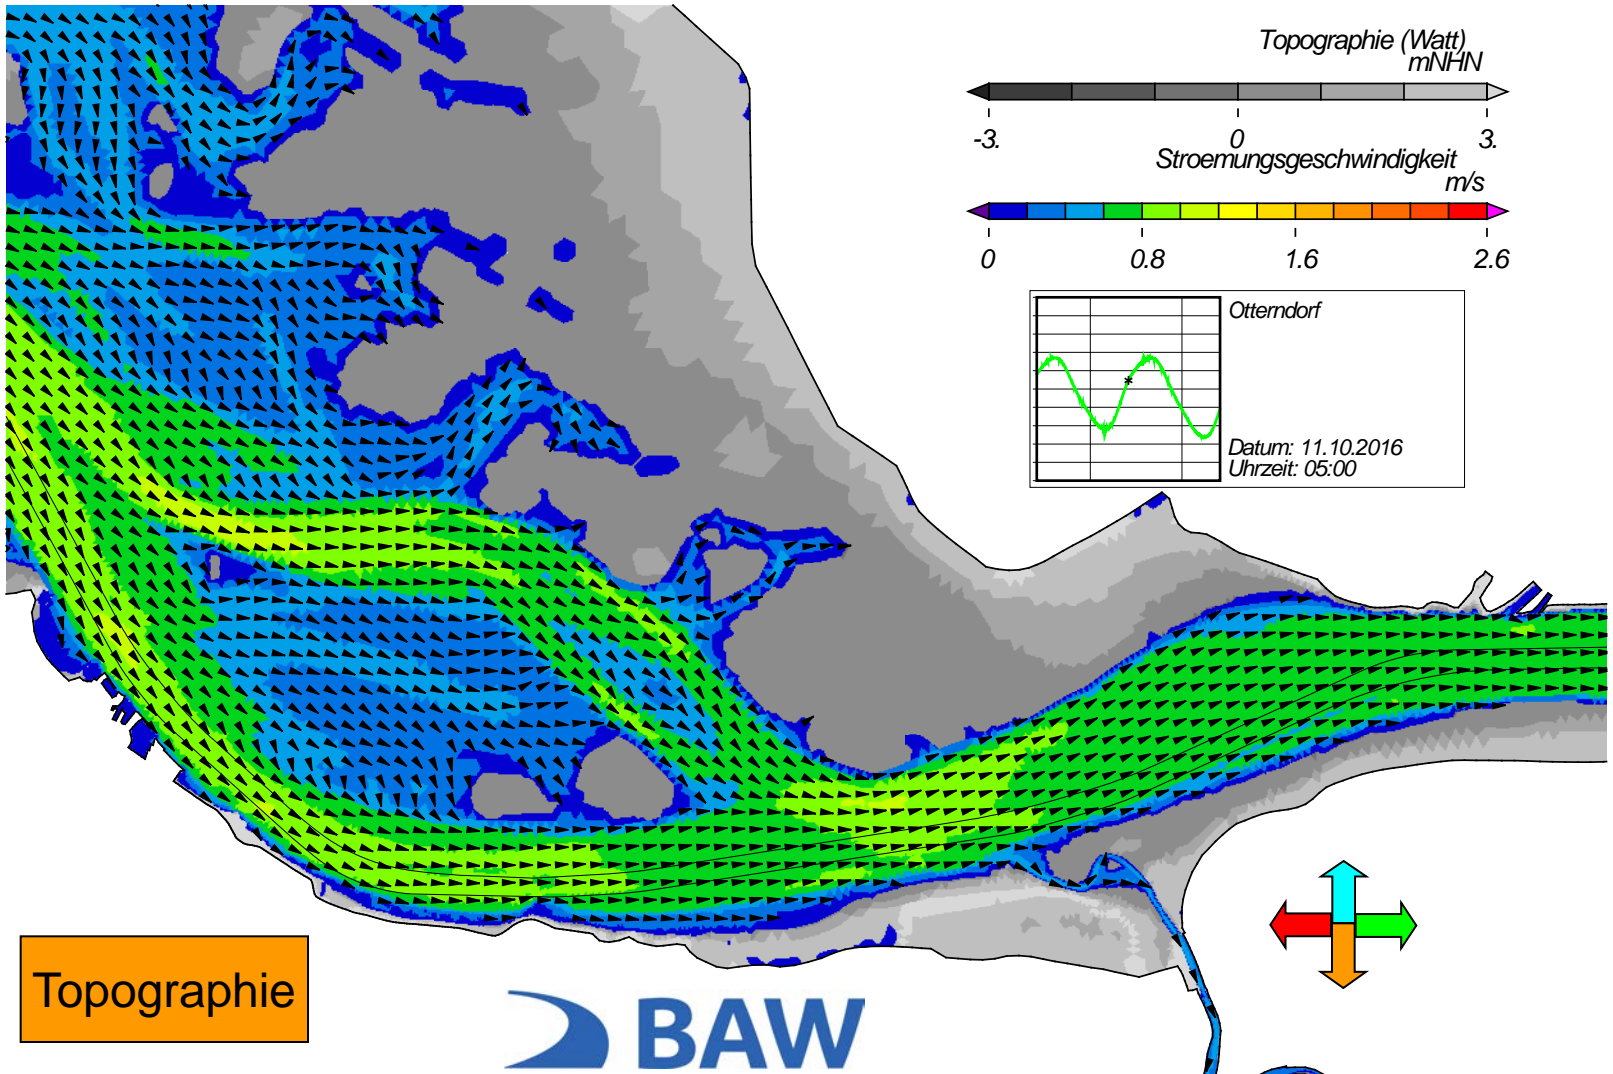 Topographie (Watt)
mNHN
-3. 0 3.
Stroemungsgeschwindigkeit
m/s
0 0.8 1.6 2.6
Otterndorf
Datum: 11.10.2016
Uhrzeit: 05:00
Topographie
BAW